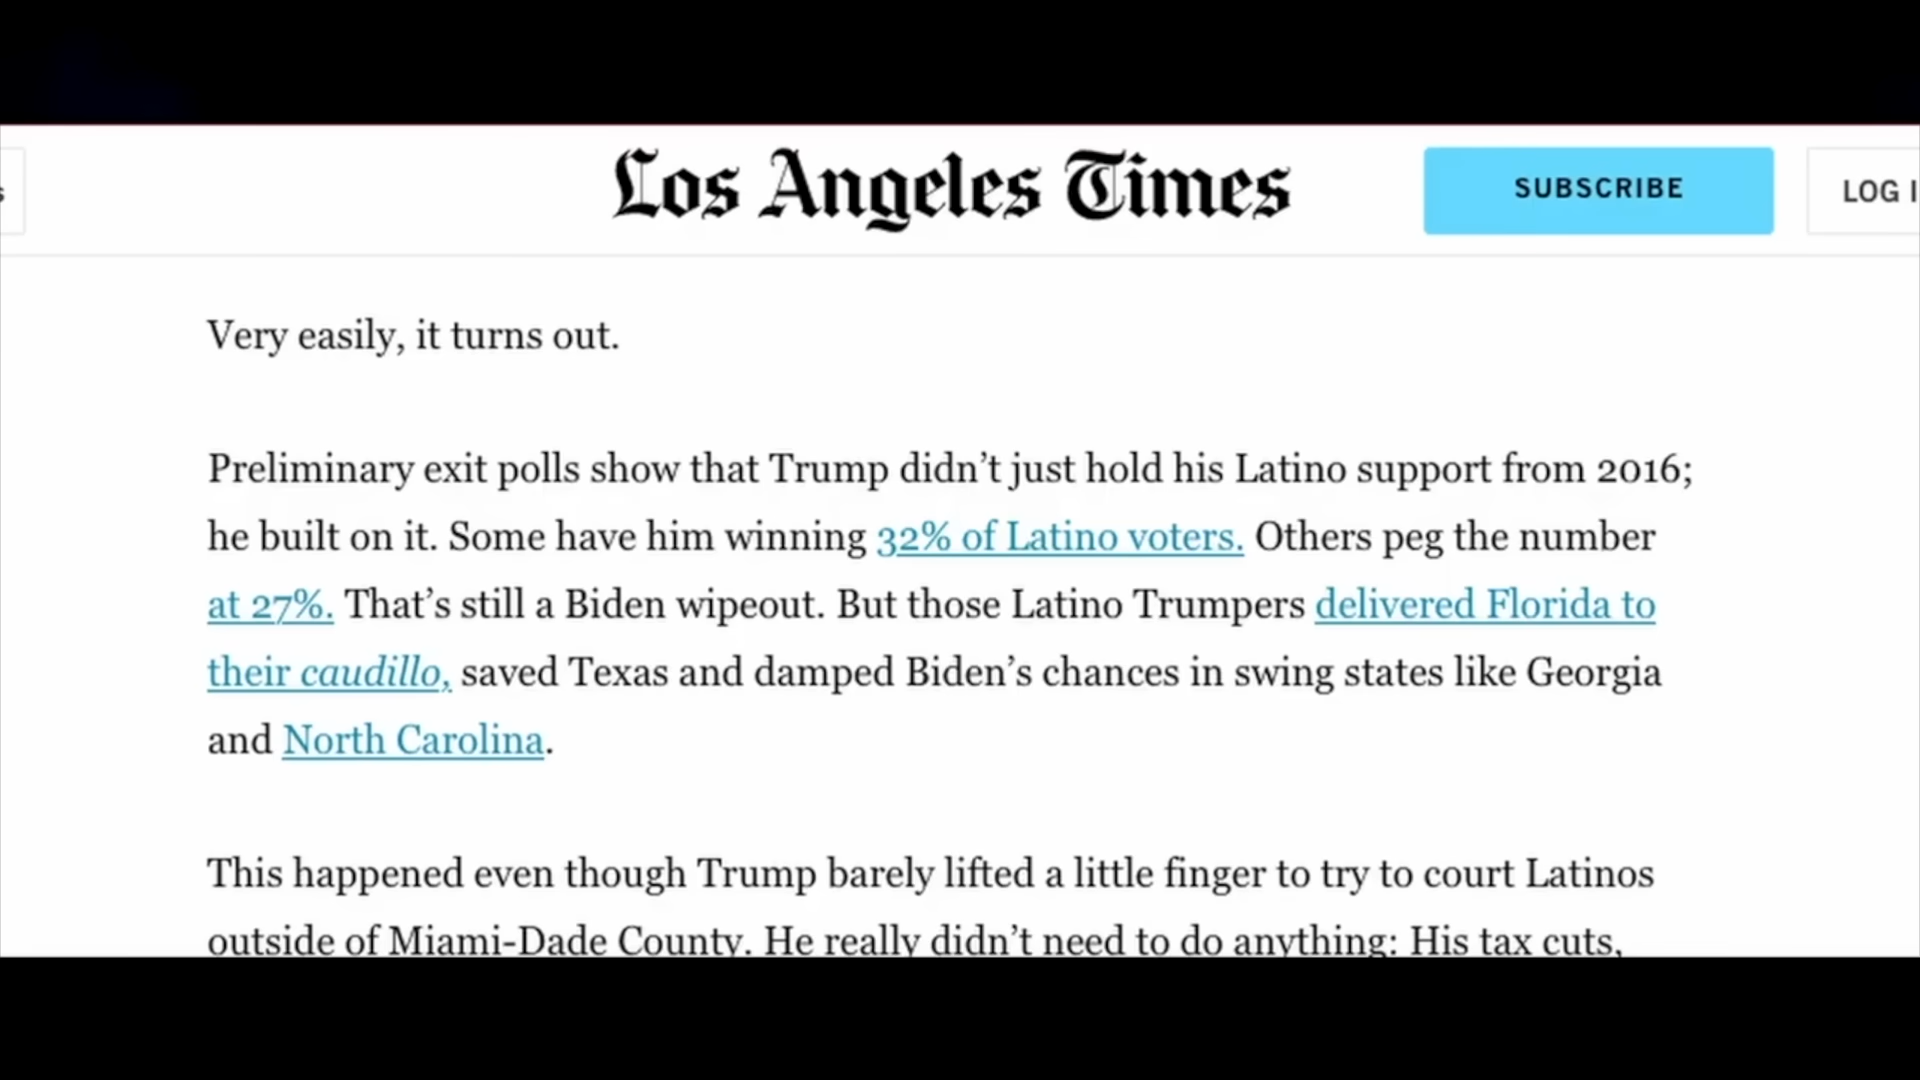 Los Angeles Times
SUBSCRIBE
LOG I
Very easily, it turns out.
Preliminary exit polls show that Trump didn’t just hold his Latino support from 2016;
he built on it. Some have him winning 32% of Latino voters. Others peg the number
at 27%. That’s still a Biden wipeout. But those Latino Trumpers delivered Florida to
their caudillo, saved Texas and damped Biden’s chances in swing states like Georgia
and North Carolina.
This happened even though Trump barely lifted a little finger to try to court Latinos
outside of Miami-Dade County. He really didn’t need to do anything: His tax cuts,